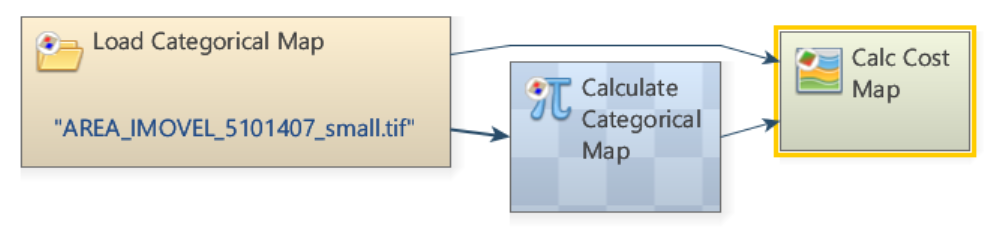 Load Categorical Map
"AREA_IMOVEL_5101407_small.tif"
Calculate
Categorical
Map
Calc Cost
Map